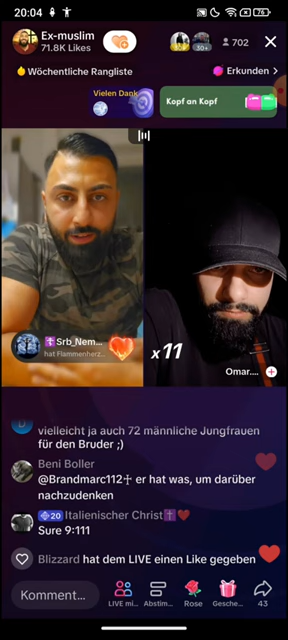 20:04
76
Ex-muslim
71.8K Likes
30+
702
Wöchentliche Rangliste
Erkunden >
Vielen Dank
Kopf an Kopf
Srb_Nem...
hat Flammenherz...
x11
Omar....
vielleicht ja auch 72 männliche Jungfrauen
für den Bruder ;)
Beni Boller
@Brandmarc112✝ er hat was, um darüber
nachzudenken
20 Italienischer Christ✝️❤️
Sure 9:111
Blizzard hat dem LIVE einen Like gegeben
Komment...
LIVE mi...
Abstim...
Rose
Gesche...
43